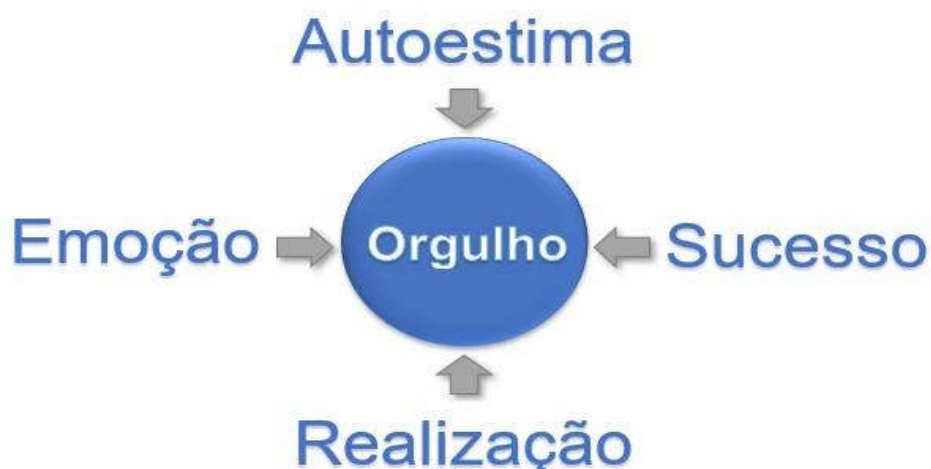 Autoestima
Emoção
Orgulho
Sucesso
Realização